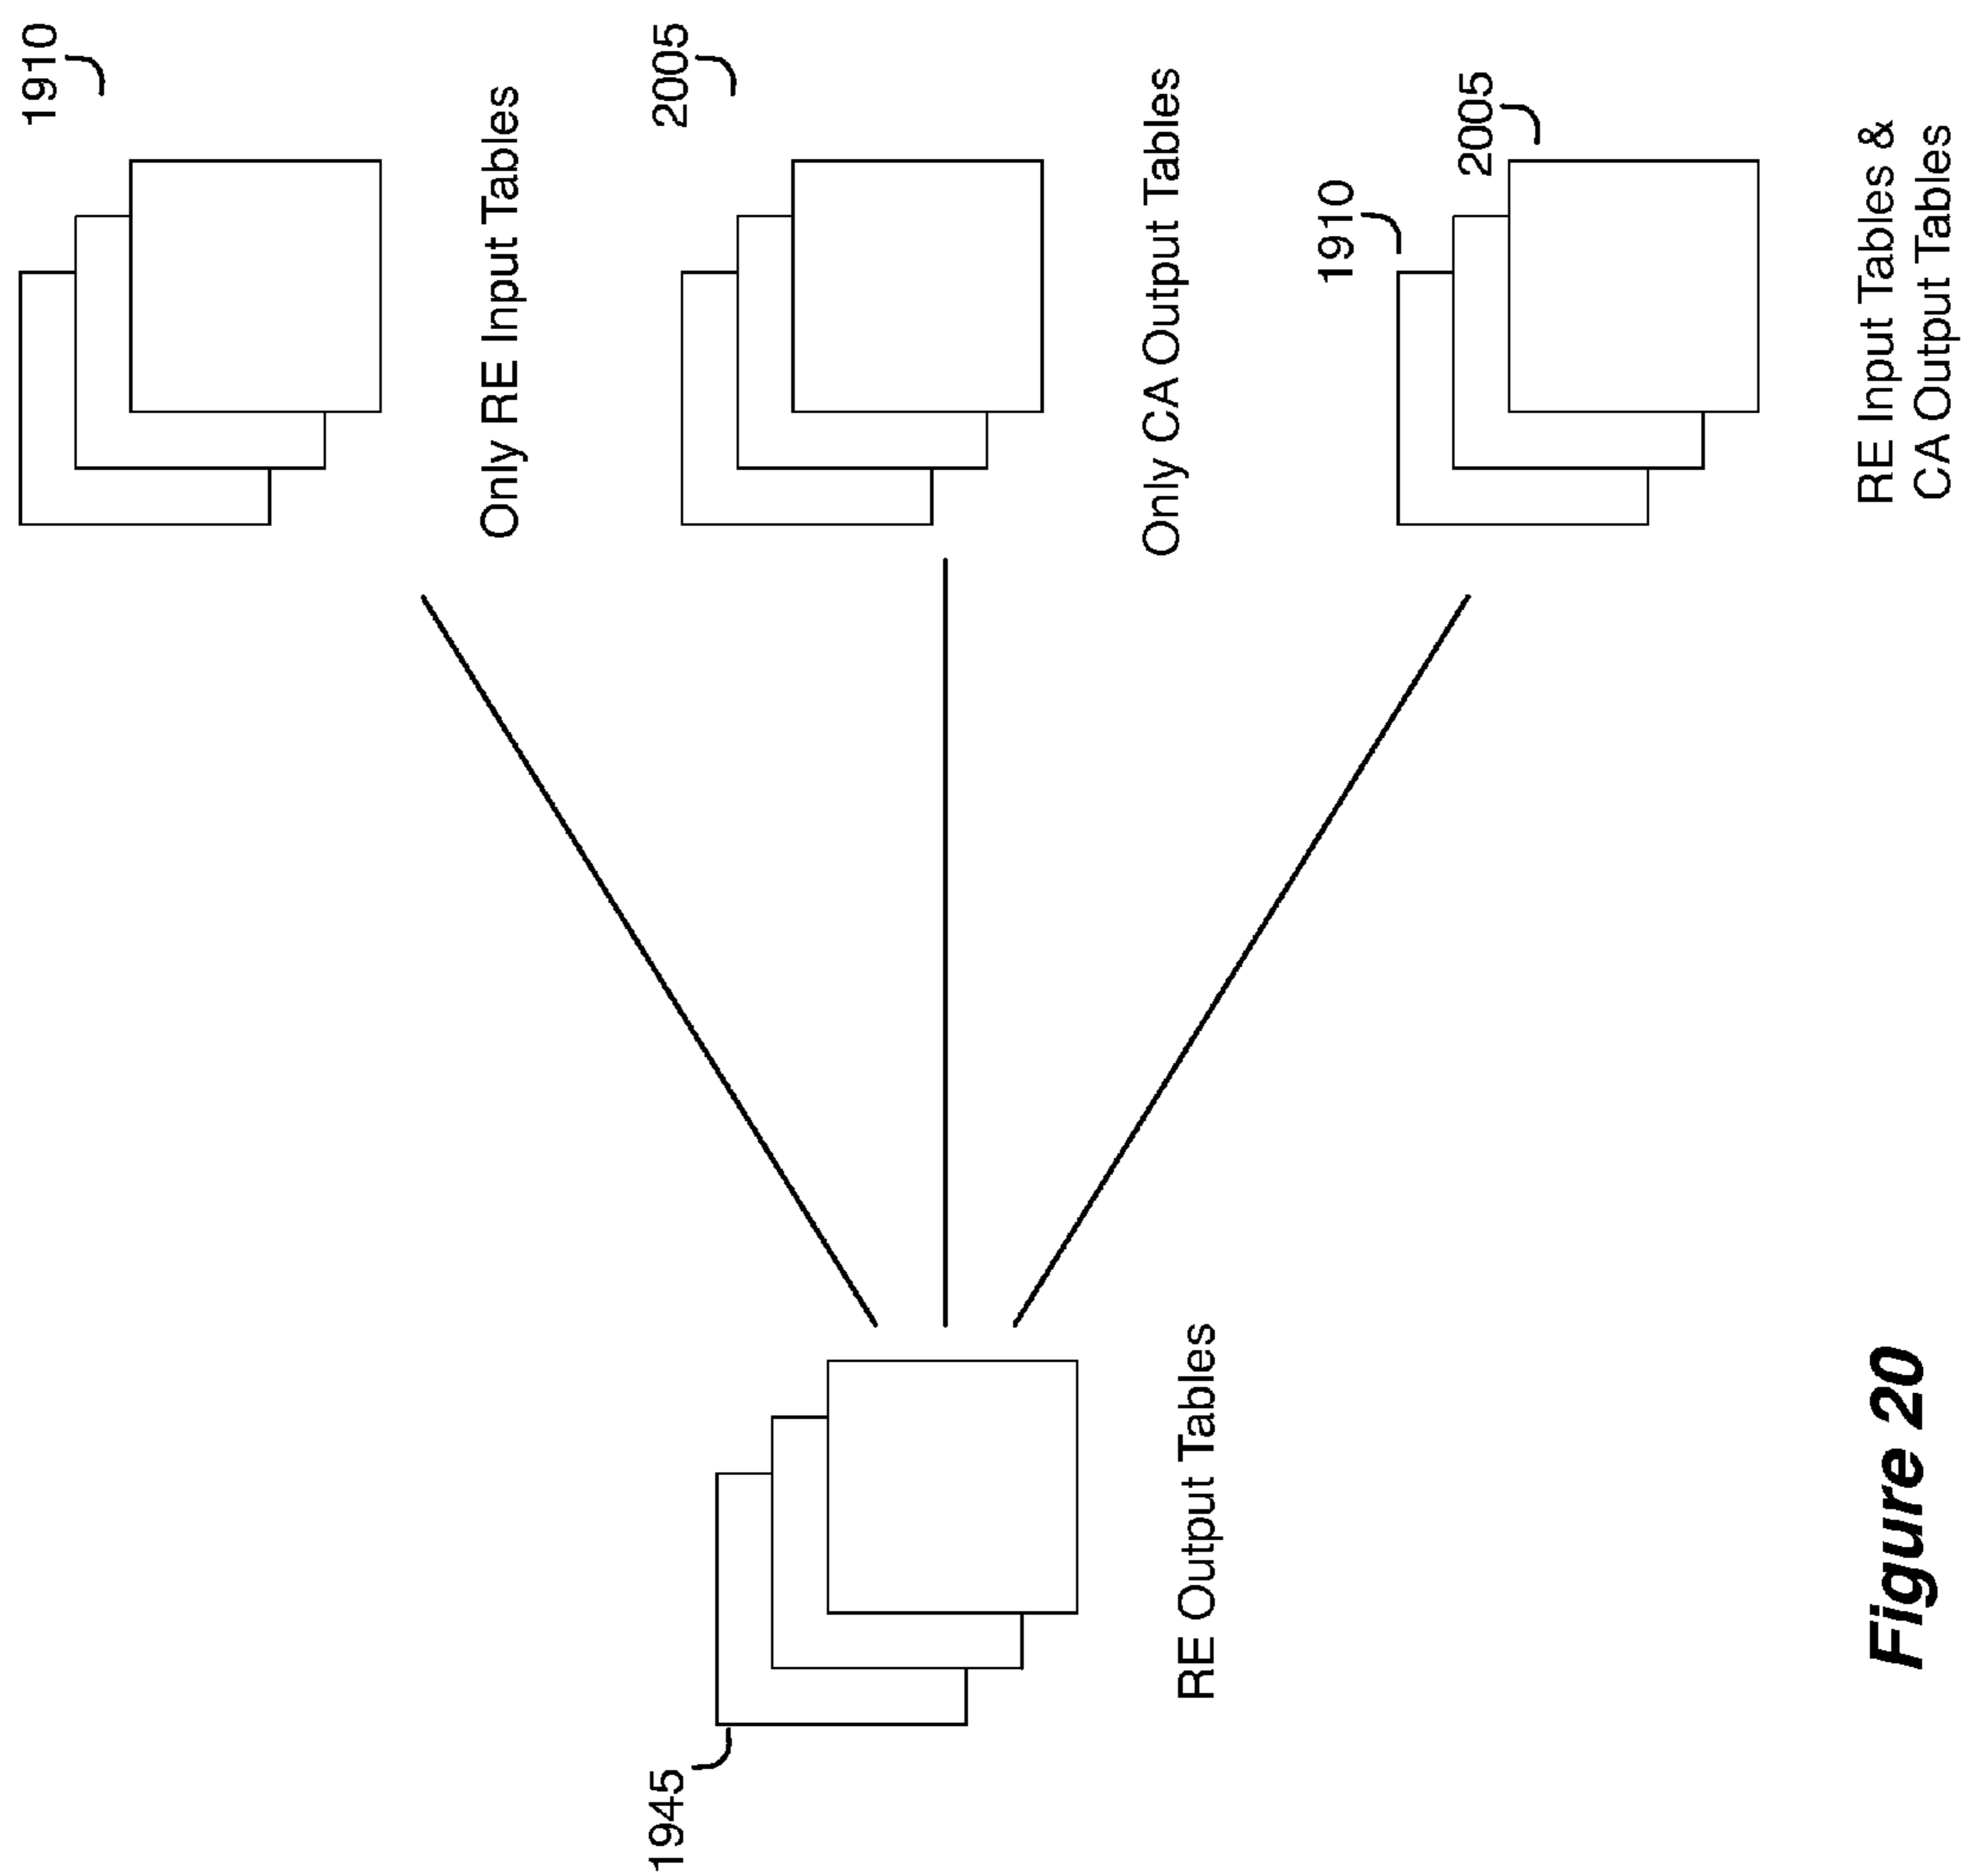 1945
RE Output Tables
1910
Only RE Input Tables
2005
Only CA Output Tables
1910
2005
RE Input Tables &
CA Output Tables
Figure 20